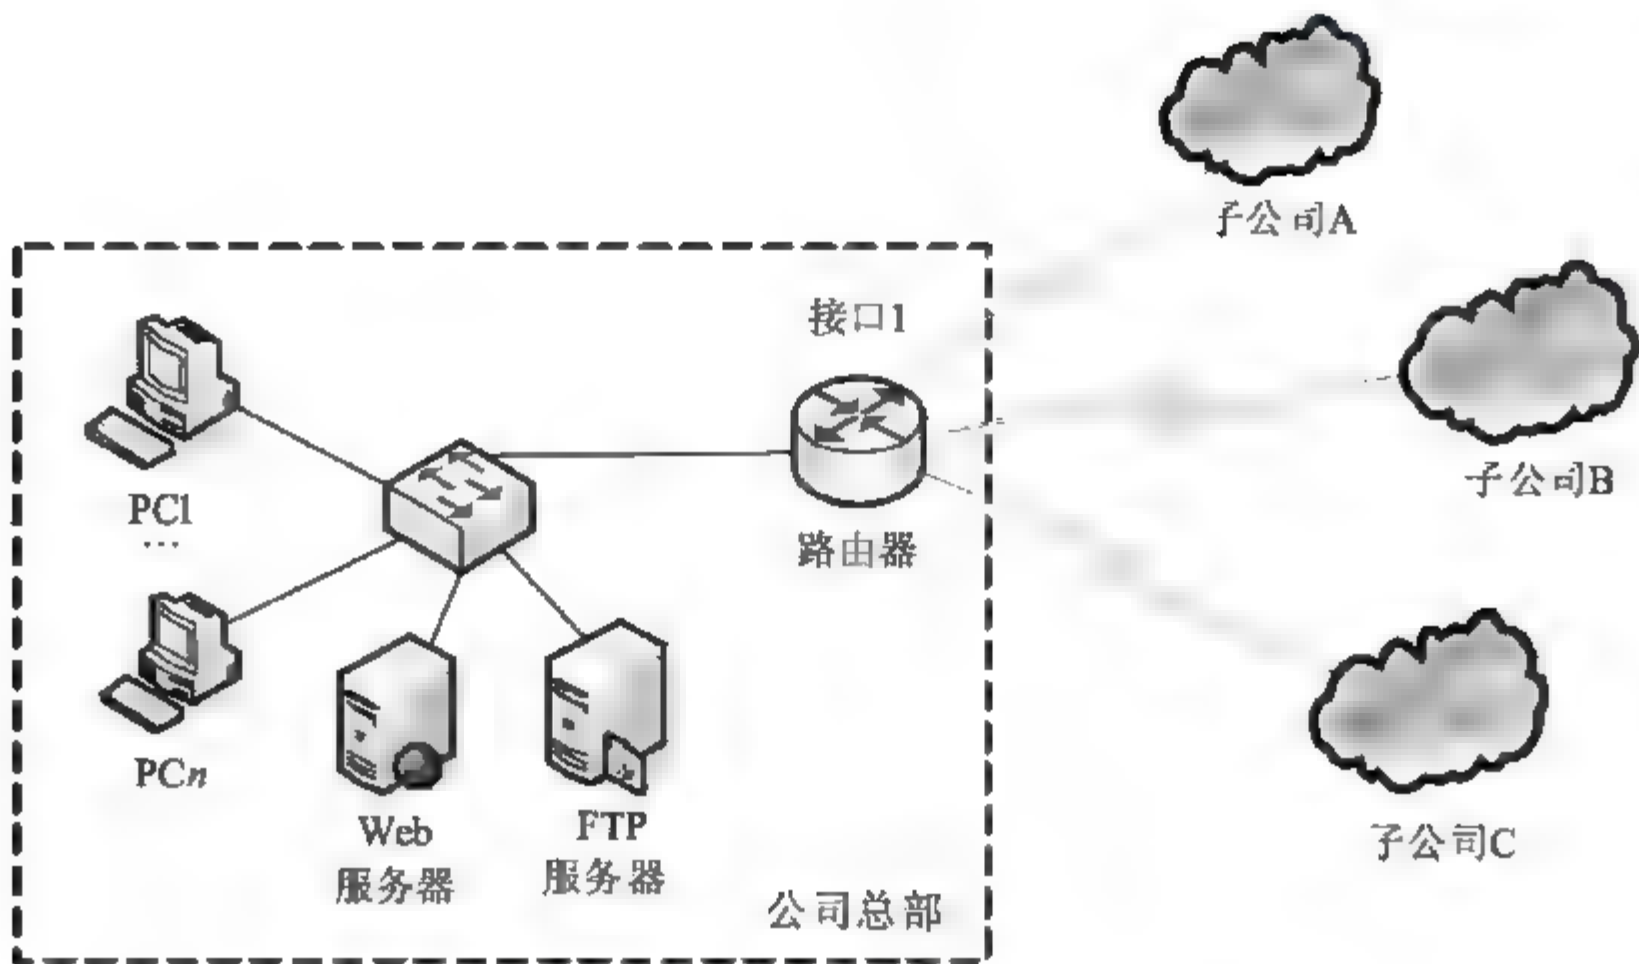 子公司A
接口1
子公司B
PC1
...
路由器
PCn
Web
服务器
FTP
服务器
子公司C
公司总部